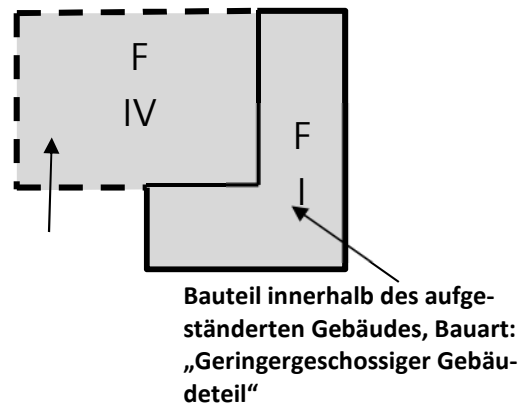 F
IV
F
I
Bauteil innerhalb des aufge-
ständerten Gebäudes, Bauart:
„Geringergeschossiger Gebäu-
deteil“